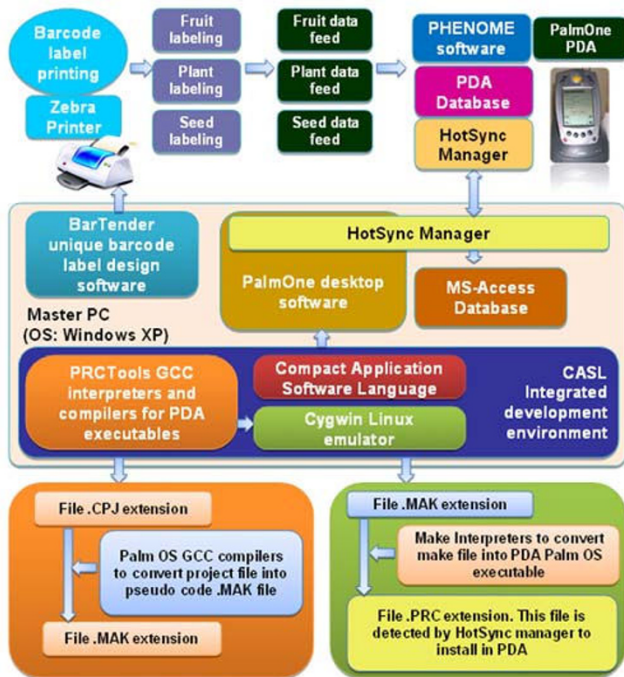 Barcode
label
printing
Zebra
Printer
Fruit
labeling
Plant
labeling
Seed
labeling
Fruit data
feed
Plant data
feed
Seed data
feed
PHENOME
software
PDA
Database
HotSync
Manager
PalmOne
PDA
BarTender
unique barcode
label design
software
HotSync Manager
PalmOne desktop
software
MS-Access
Database
Master PC
(OS: Windows XP)
PRCTools GCC
interpreters and
compilers for PDA
executables
Compact Application
Software Language
Cygwin Linux
emulator
CASL
Integrated
development
environment
File .CPJ extension
Palm OS GCC compilers
to convert project file into
pseudo code .MAK file
File .MAK extension
File .MAK extension
Make Interpreters to convert
make file into PDA Palm OS
executable
File .PRC extension. This file is
detected by HotSync manager to
install in PDA